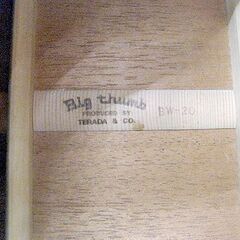 Big thumb
PRODUCED BY
TERADA & CO.
BW-20